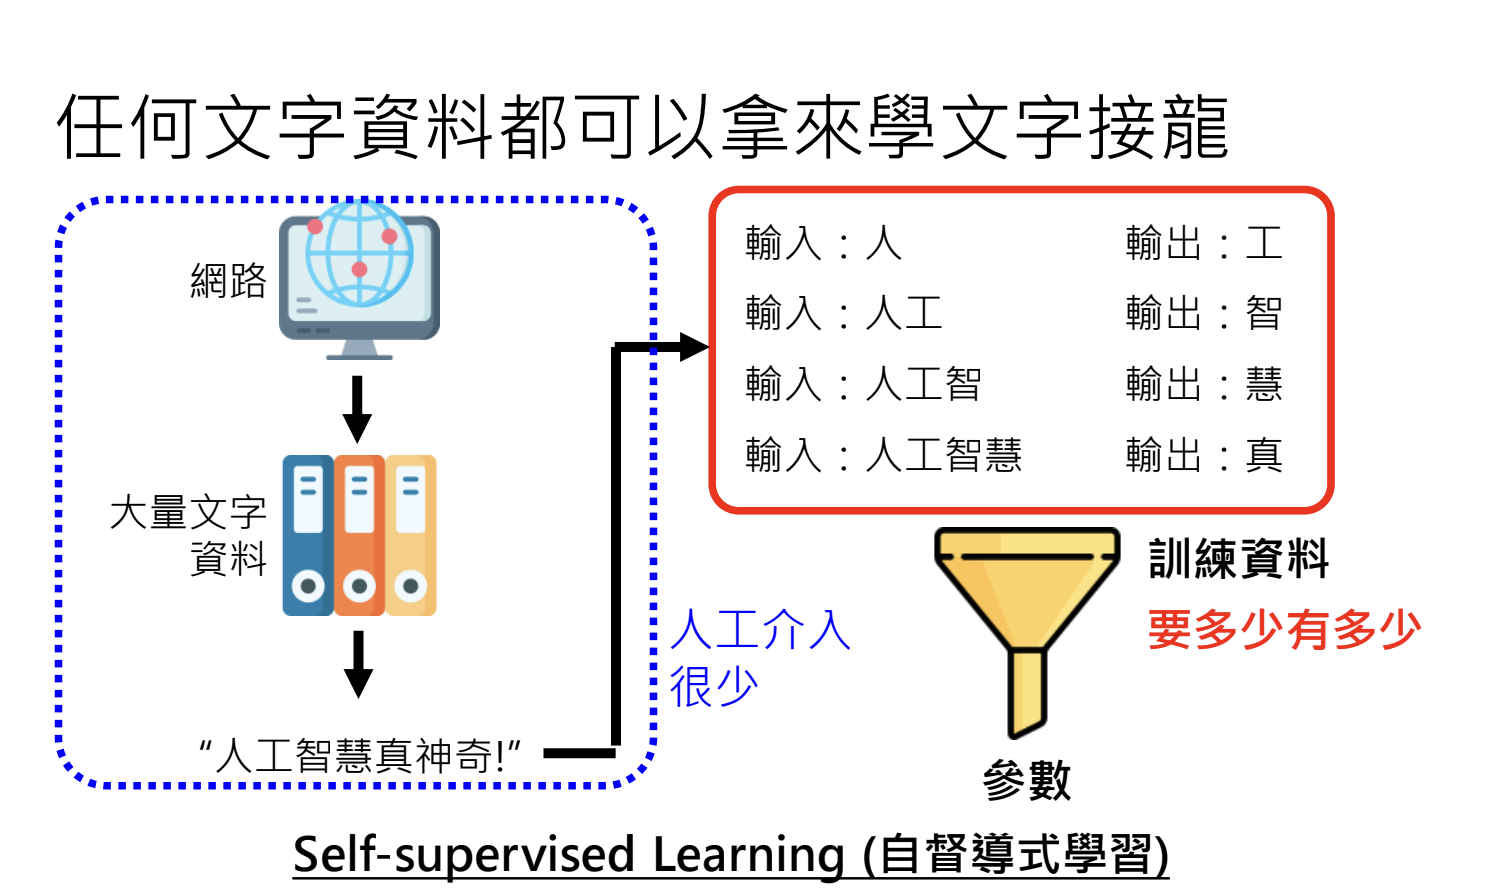 任何文字資料都可以拿來學文字接龍
網路
大量文字
資料
“人工智慧真神奇!”
人工介入
很少
輸入：人 輸出：工
輸入：人工 輸出：智
輸入：人工智 輸出：慧
輸入：人工智慧 輸出：真
訓練資料
要多少有多少
參數
Self-supervised Learning (自督導式學習)